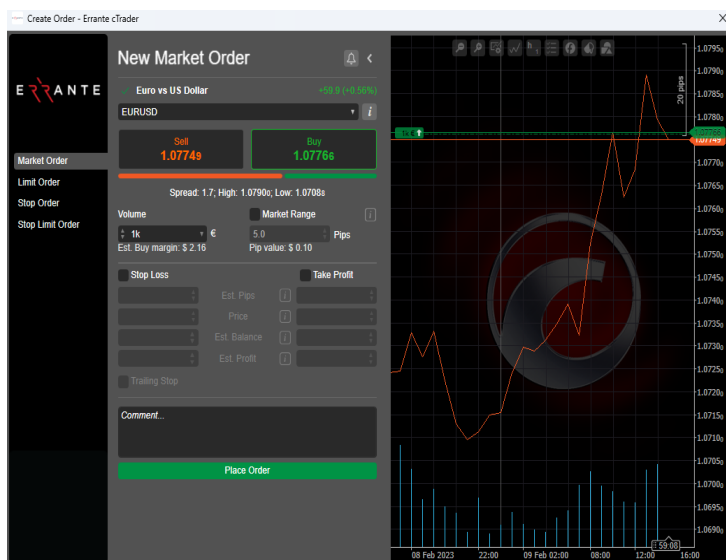 Create Order - Errante cTrader
ERRANTE
Market Order
Limit Order
Stop Order
Stop Limit Order
New Market Order
Euro vs US Dollar +59.9 (+0.56%)
EURUSD
Sell
1.07749
Buy
1.07766
Spread: 1.7; High: 1.07900; Low: 1.07088
Volume
Market Range
1k €
5.0 Pips
Est. Buy margin: $ 2.16
Pip value: $ 0.10
Stop Loss
Take Profit
Est. Pips
Price
Est. Balance
Est. Profit
Trailing Stop
Comment...
Place Order
1k €
20 pips
1.07950
1.07850
1.07800
1.07766
1.07749
1.07700
1.07650
1.07600
1.07550
1.07500
1.07450
1.07400
1.07350
1.07300
1.07250
1.07200
1.07150
1.07100
1.07050
1.07000
1.06950
1.06900
59:08
08 Feb 2023 22:00 09 Feb 02:00 08:00 12:00 16:00